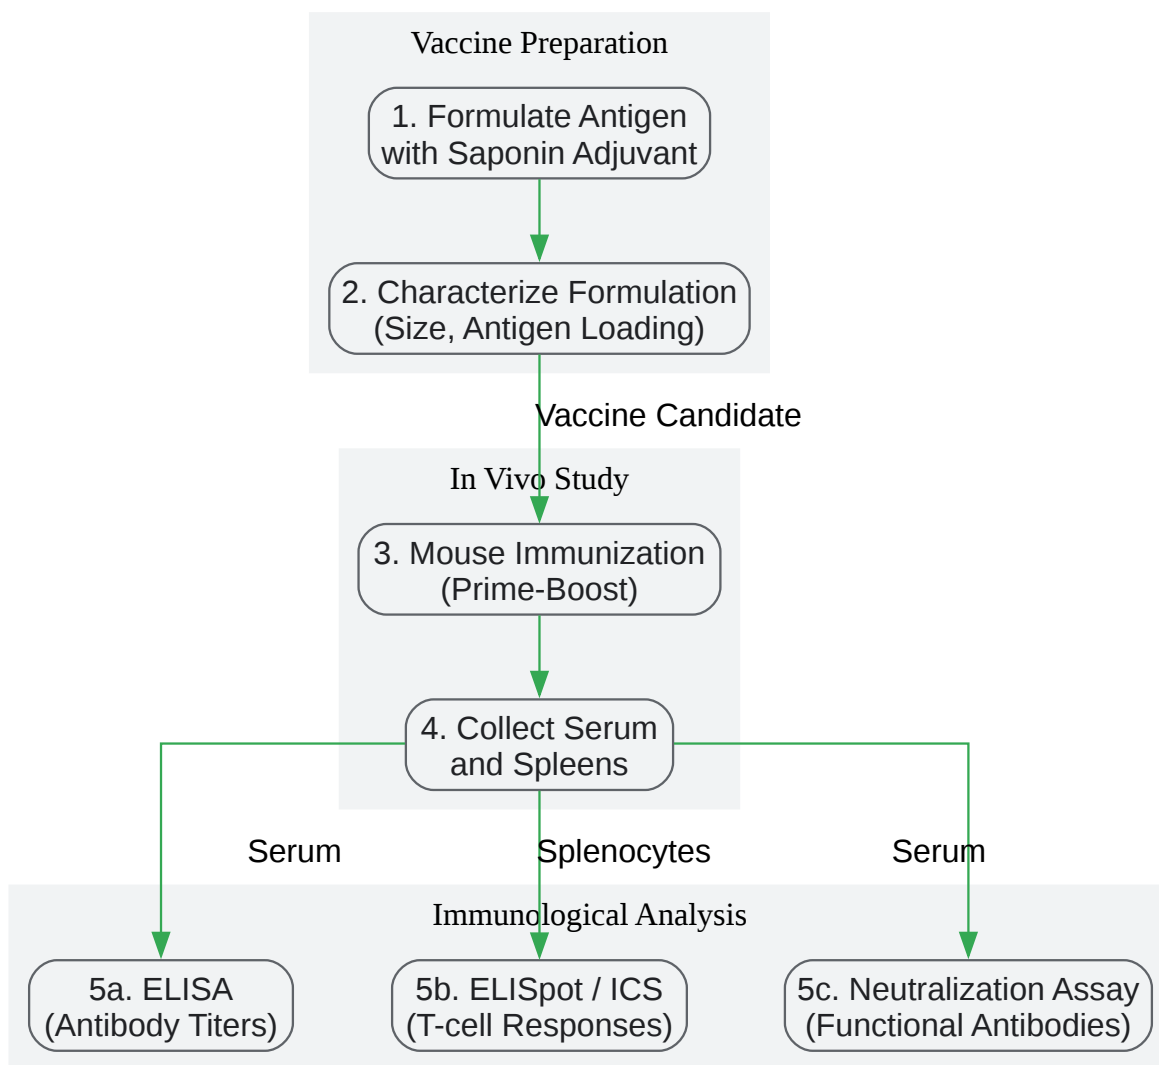 Vaccine Preparation
1. Formulate Antigen
with Saponin Adjuvant
2. Characterize Formulation
(Size, Antigen Loading)
Vaccine Candidate
In Vivo Study
3. Mouse Immunization
(Prime-Boost)
4. Collect Serum
and Spleens
Serum
Splenocytes
Serum
Immunological Analysis
5a. ELISA
(Antibody Titers)
5b. ELISpot / ICS
(T-cell Responses)
5c. Neutralization Assay
(Functional Antibodies)